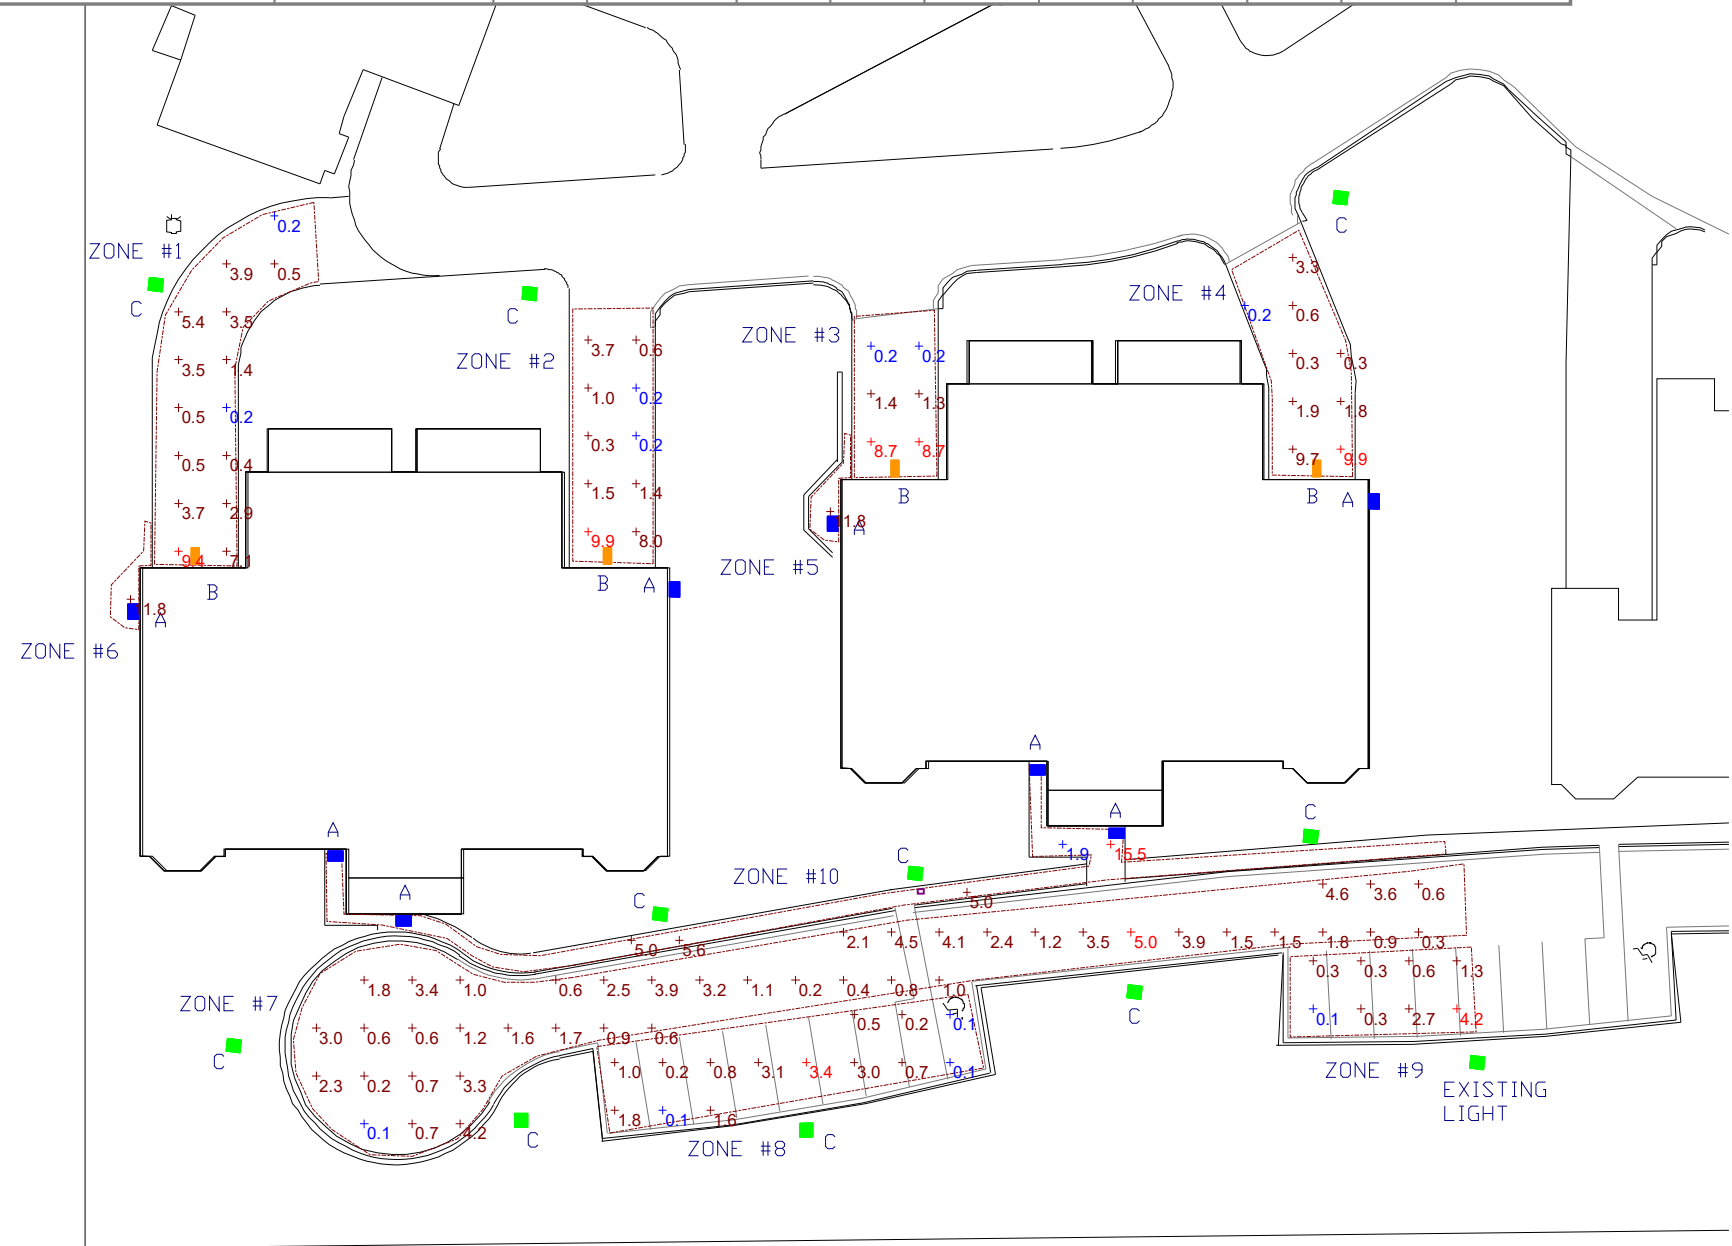 0.2
ZONE #1
3.9 0.5
C
C
5.4 3.5
C
C
ZONE #4
3.3
0.2 0.6
ZONE #3
ZONE #2
3.7 0.6
0.2 0.2
0.3 0.3
3.5 1.4
1.0 0.2
1.4 1.3
1.9 1.8
0.5 0.2
0.3 0.2
8.7 8.7
9.7 9.9
0.5 0.4
1.5 1.4
B
B A
3.7 2.9
9.9 8.0
1.8
A
9.4 7.1
ZONE #5
B
B A
1.8
A
ZONE #6
A
A
C
A
1.9 15.5
C
ZONE #10
A
C
4.6 3.6 0.6
5.0
5.0 5.6
2.1 4.5 4.1 2.4 1.2 3.5 5.0 3.9 1.5 1.5 1.8 0.9 0.3
0.3 0.3 0.6 1.3
1.8 3.4 1.0 0.6 2.5 3.9 3.2 1.1 0.2 0.4 0.8 1.0
ZONE #7
C
0.5 0.2 0.1
0.1 0.3 2.7 4.2
3.0 0.6 0.6 1.2 1.6 1.7 0.9 0.6
C
1.0 0.2 0.8 3.1 3.4 3.0 0.7 0.1
ZONE #9
2.3 0.2 0.7 3.3
EXISTING
LIGHT
1.8 0.1 1.6
0.1 0.7 4.2
C
ZONE #8
C